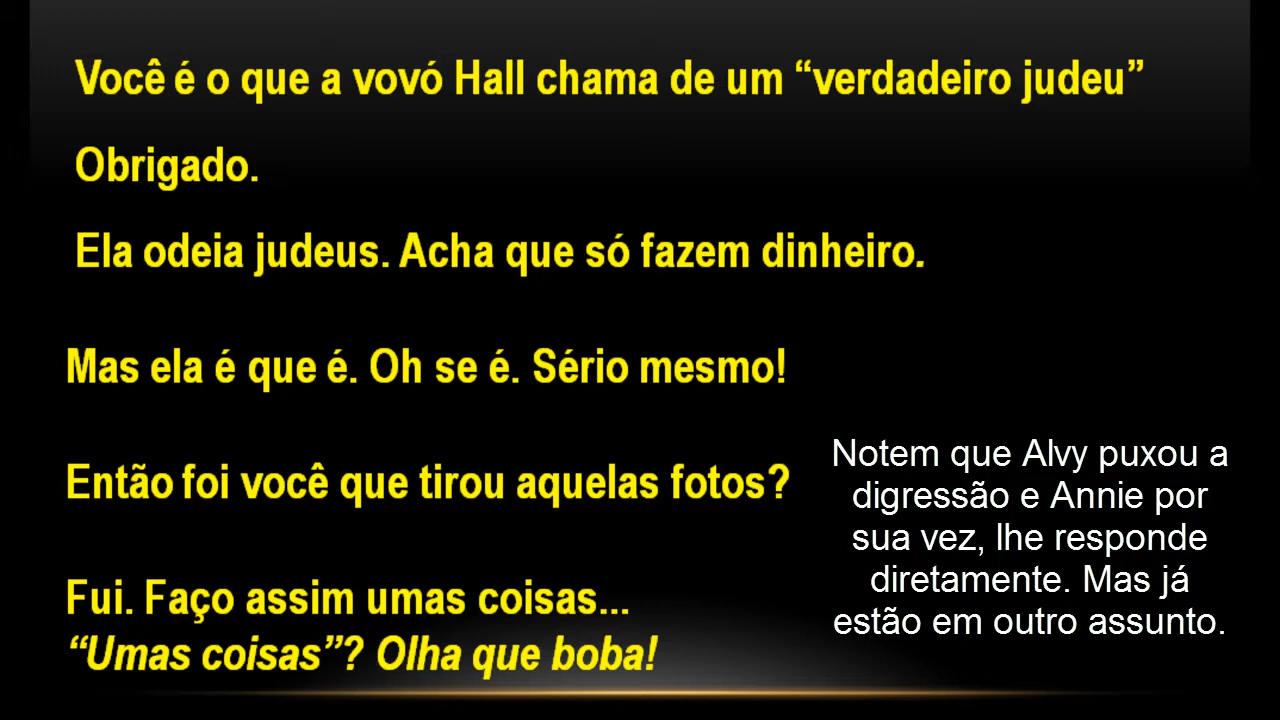 Você é o que a vovó Hall chama de um “verdadeiro judeu”
Obrigado.
Ela odeia judeus. Acha que só fazem dinheiro.
Mas ela é que é. Oh se é. Sério mesmo!
Então foi você que tirou aquelas fotos?
Fui. Faço assim umas coisas...
“Umas coisas”? Olha que boba!
Notem que Alvy puxou a
digressão e Annie por
sua vez, lhe responde
diretamente. Mas já
estão em outro assunto.